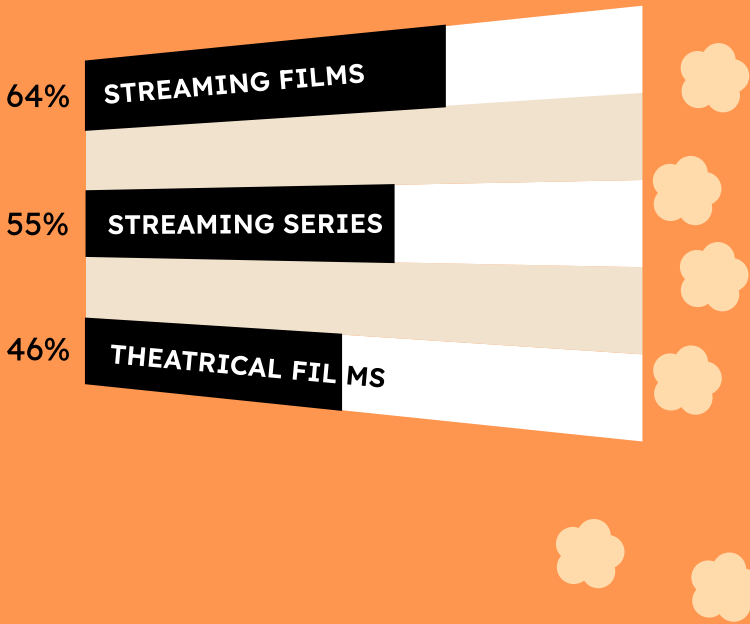 64% STREAMING FILMS
55% STREAMING SERIES
46% THEATRICAL FILMS